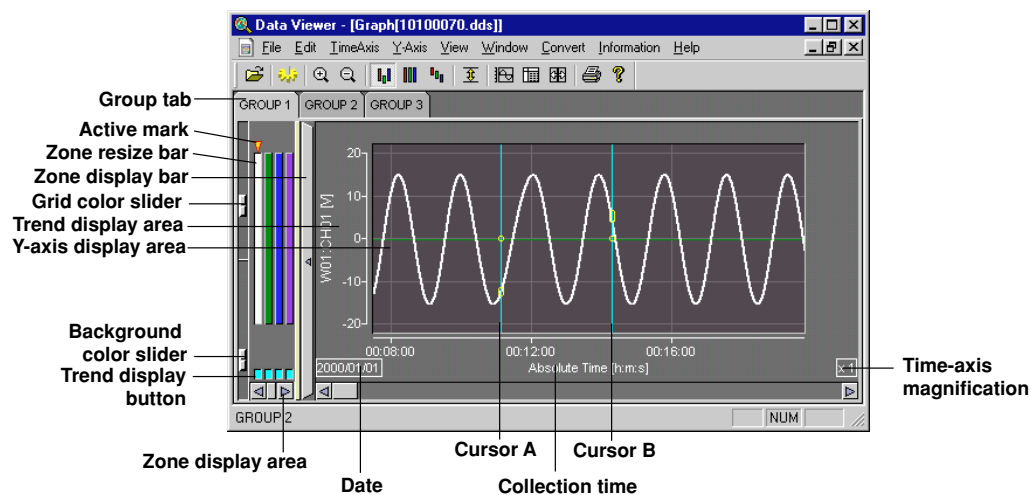 Data Viewer - [Graph[10100070.dds]]
File Edit TimeAxis Y-Axis View Window Convert Information Help
Group tab
GROUP 1 GROUP 2 GROUP 3
Active mark
Zone resize bar
Zone display bar
Grid color slider
Trend display area
Y-axis display area
W01:CH01 [V]
20
10
0
-10
-20
Background
color slider
Trend display
button
00:08:00 00:12:00 00:16:00
2000/01/01 Absolute Time [h:m:s] x 1
Time-axis
magnification
GROUP 2 NUM
Cursor A Cursor B
Zone display area
Date Collection time